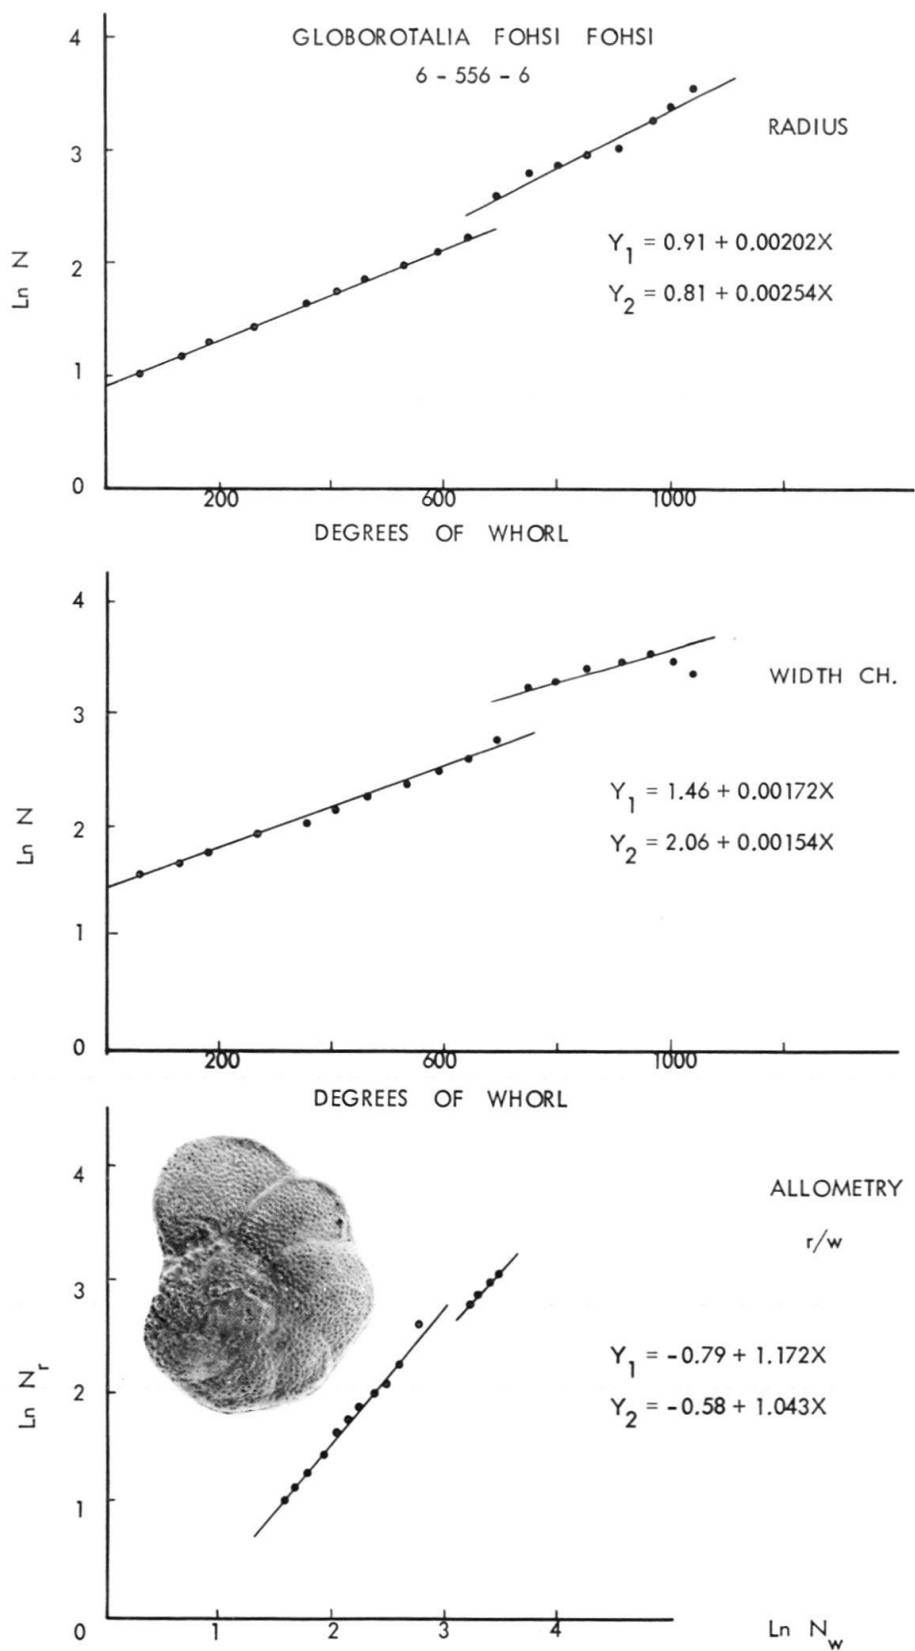 GLOBOROTALIA FOHSI FOHSI
6 - 556 - 6
RADIUS
Y1 = 0.91 + 0.00202X
Y2 = 0.81 + 0.00254X
Ln N
4
3
2
1
0
200 600 1000
DEGREES OF WHORL
WIDTH CH.
Y1 = 1.46 + 0.00172X
Y2 = 2.06 + 0.00154X
Ln N
4
3
2
1
0
200 600 1000
DEGREES OF WHORL
ALLOMETRY
r/w
Y1 = -0.79 + 1.172X
Y2 = -0.58 + 1.043X
Ln Nr
4
3
2
1
0 1 2 3 4 Ln Nw